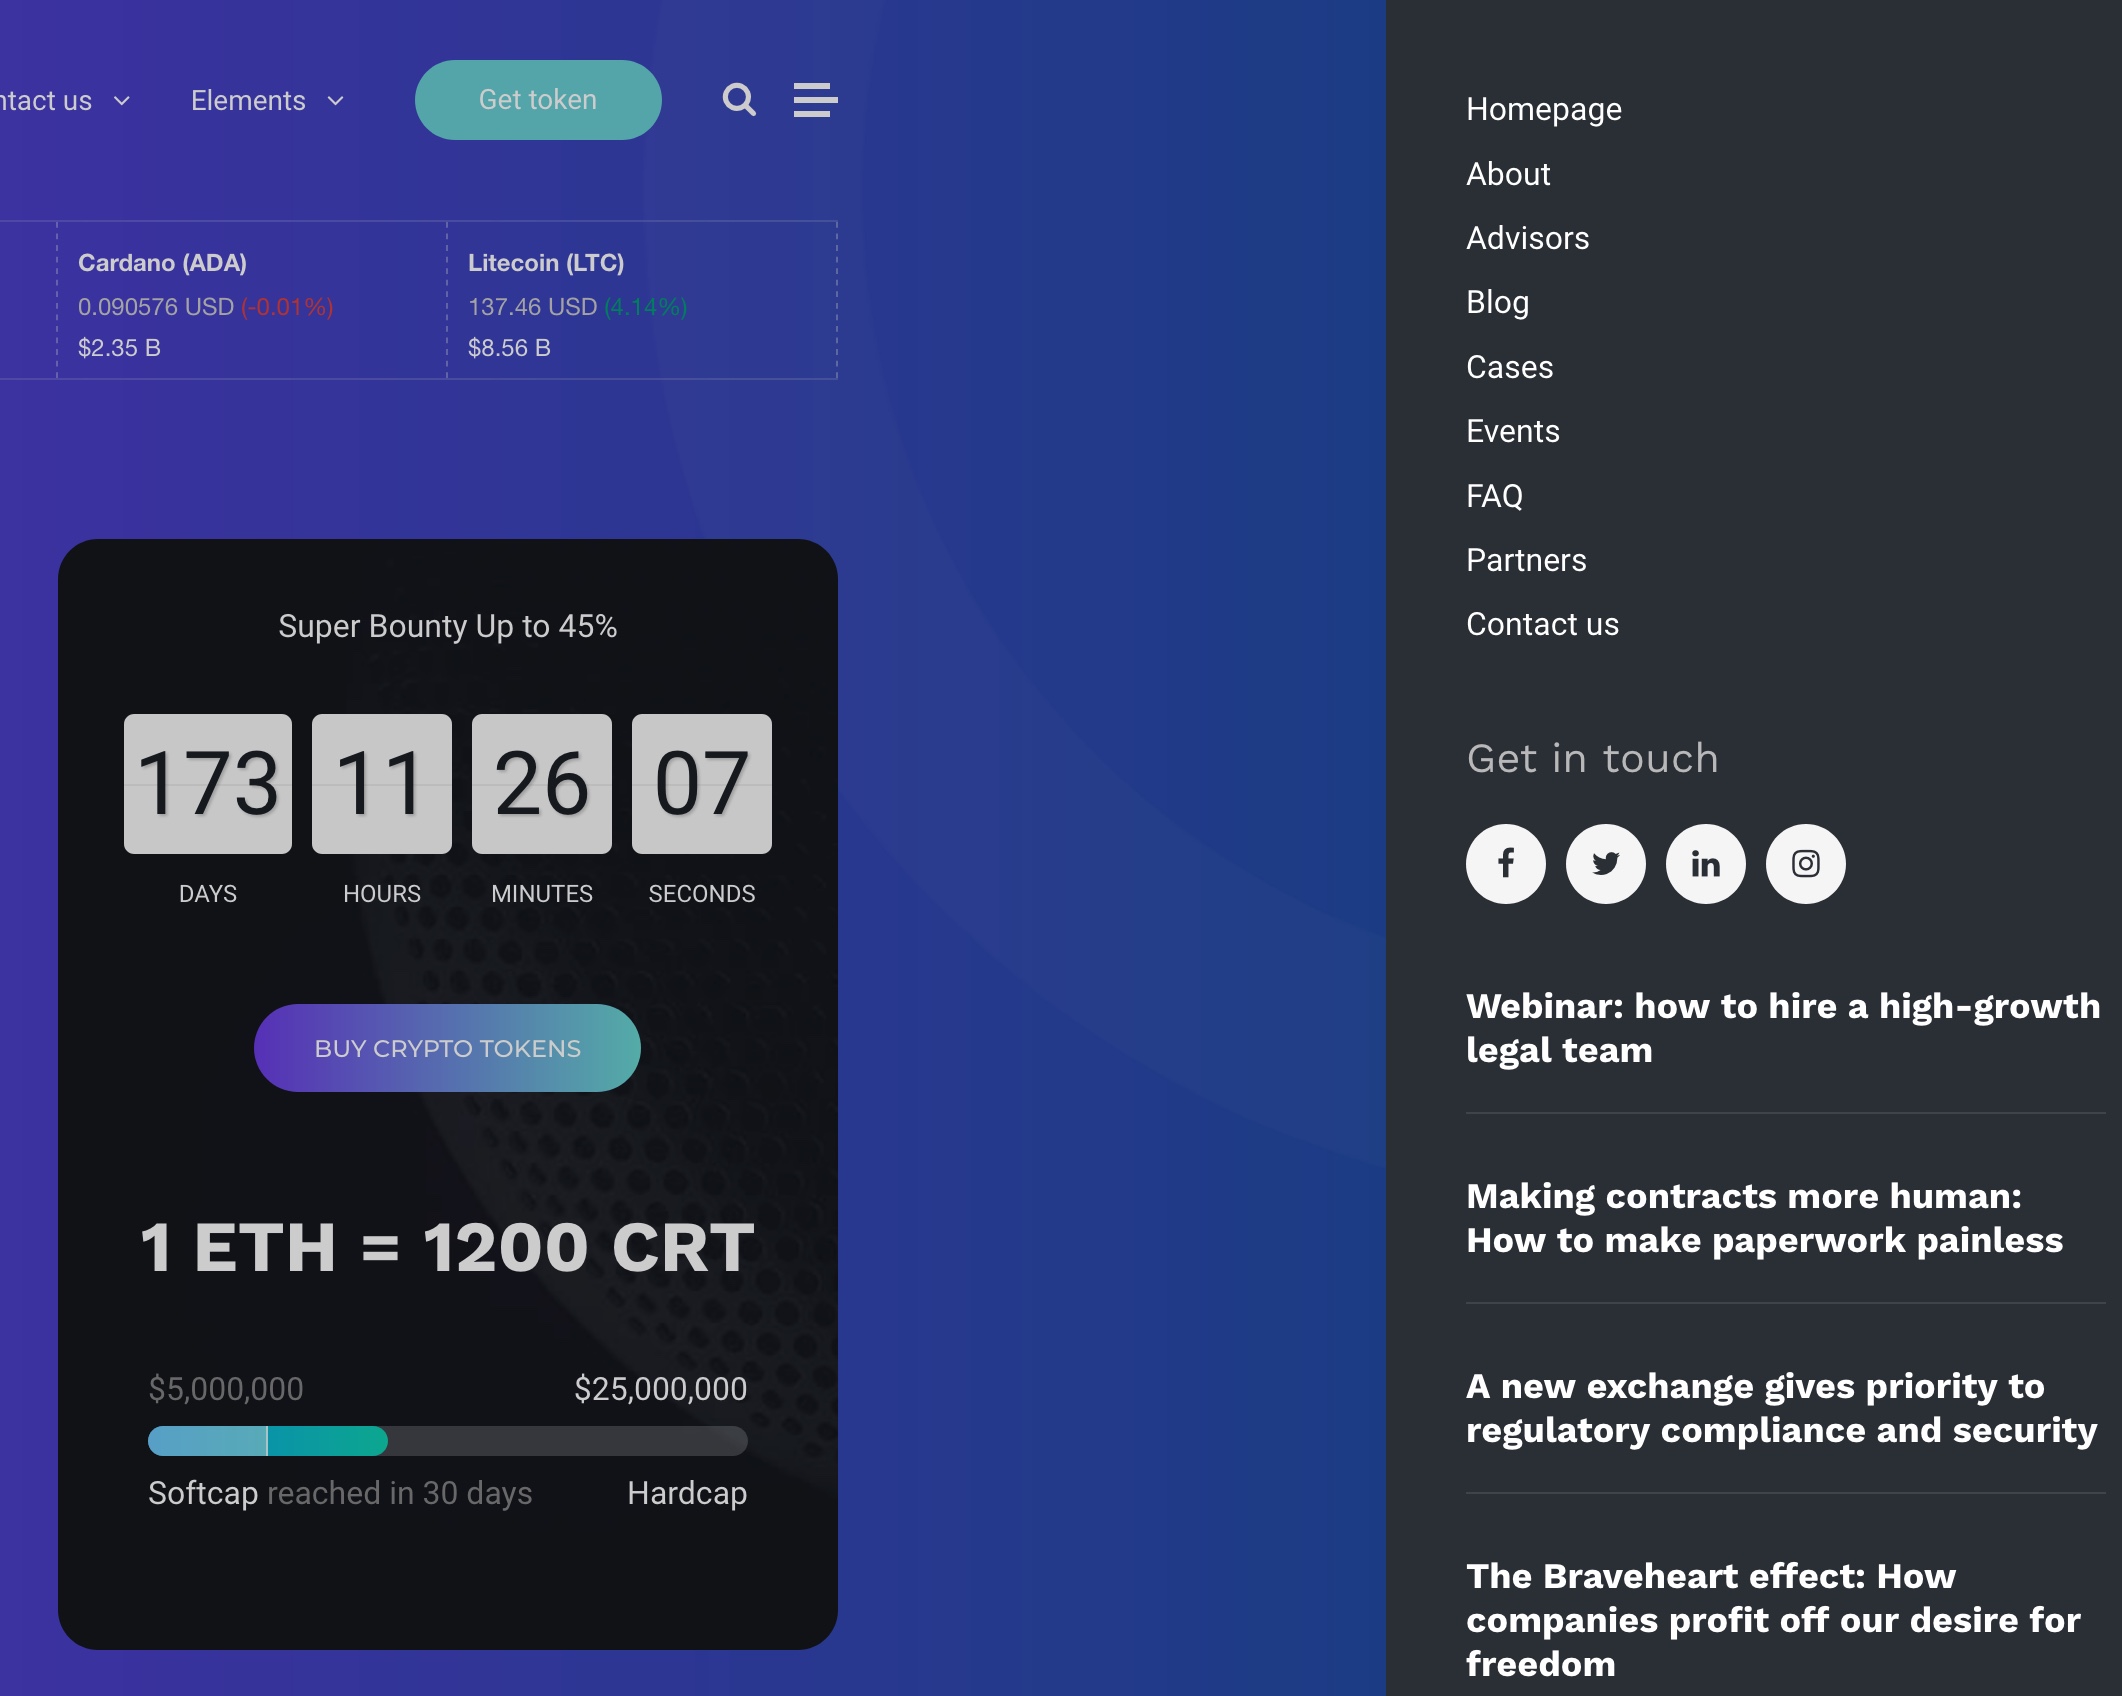 ntact us
Elements
Get token
Cardano (ADA)
0.090576 USD (-0.01%)
$2.35 B
Litecoin (LTC)
137.46 USD (4.14%)
$8.56 B
Super Bounty Up to 45%
173 11 26 07
DAYS HOURS MINUTES SECONDS
BUY CRYPTO TOKENS
1 ETH = 1200 CRT
$5,000,000 $25,000,000
Softcap reached in 30 days Hardcap
Homepage
About
Advisors
Blog
Cases
Events
FAQ
Partners
Contact us
Get in touch
Webinar: how to hire a high-growth
legal team
Making contracts more human:
How to make paperwork painless
A new exchange gives priority to
regulatory compliance and security
The Braveheart effect: How
companies profit off our desire for
freedom